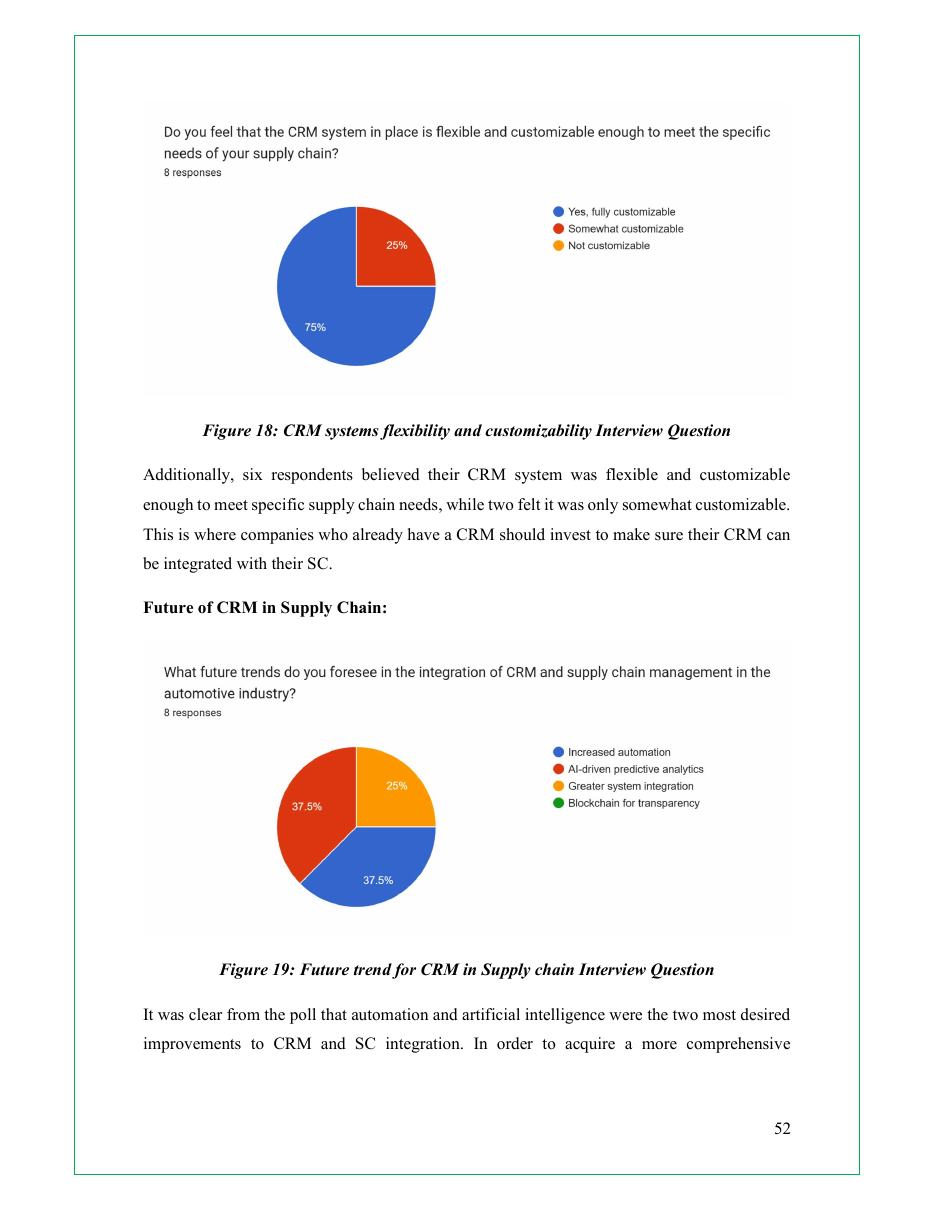 Do you feel that the CRM system in place is flexible and customizable enough to meet the specific
needs of your supply chain?
8 responses
Yes, fully customizable
Somewhat customizable
Not customizable
25%
75%
Figure 18: CRM systems flexibility and customizability Interview Question
Additionally, six respondents believed their CRM system was flexible and customizable
enough to meet specific supply chain needs, while two felt it was only somewhat customizable.
This is where companies who already have a CRM should invest to make sure their CRM can
be integrated with their SC.
Future of CRM in Supply Chain:
What future trends do you foresee in the integration of CRM and supply chain management in the
automotive industry?
8 responses
Increased automation
AI-driven predictive analytics
Greater system integration
Blockchain for transparency
25%
37.5%
37.5%
Figure 19: Future trend for CRM in Supply chain Interview Question
It was clear from the poll that automation and artificial intelligence were the two most desired
improvements to CRM and SC integration. In order to acquire a more comprehensive
52